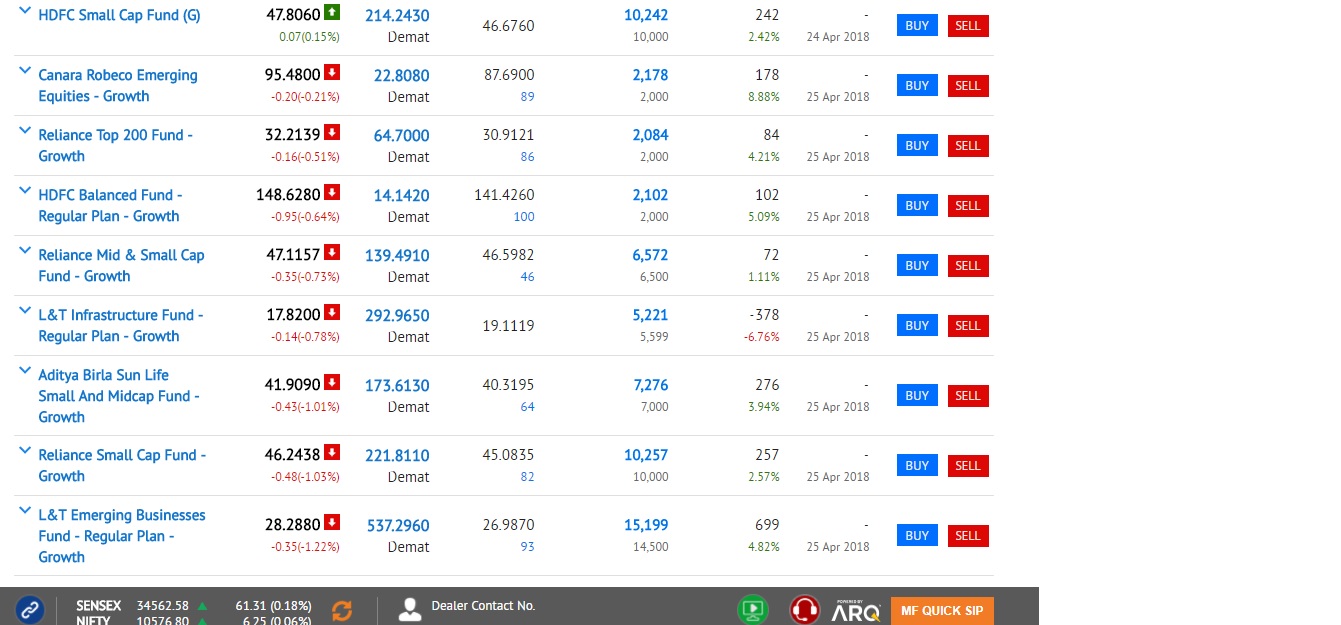 HDFC Small Cap Fund (G) 47.8060 214.2430 46.6760 10,242 242 - BUY SELL
0.07(0.15%) Demat 10,000 2.42% 24 Apr 2018
Canara Robeco Emerging 95.4800 22.8080 87.6900 2,178 178 - BUY SELL
Equities - Growth -0.20(-0.21%) Demat 89 2,000 8.88% 25 Apr 2018
Reliance Top 200 Fund - 32.2139 64.7000 30.9121 2,084 84 - BUY SELL
Growth -0.16(-0.51%) Demat 86 2,000 4.21% 25 Apr 2018
HDFC Balanced Fund - 148.6280 14.1420 141.4260 2,102 102 - BUY SELL
Regular Plan - Growth -0.95(-0.64%) Demat 100 2,000 5.09% 25 Apr 2018
Reliance Mid & Small Cap 47.1157 139.4910 46.5982 6,572 72 - BUY SELL
Fund - Growth -0.35(-0.73%) Demat 46 6,500 1.11% 25 Apr 2018
L&T Infrastructure Fund - 17.8200 292.9650 19.1119 5,221 -378 - BUY SELL
Regular Plan - Growth -0.14(-0.78%) Demat 5,599 -6.76% 25 Apr 2018
Aditya Birla Sun Life
Small And Midcap Fund - 41.9090 173.6130 40.3195 7,276 276 - BUY SELL
Growth -0.43(-1.01%) Demat 64 7,000 3.94% 25 Apr 2018
Reliance Small Cap Fund - 46.2438 221.8110 45.0835 10,257 257 - BUY SELL
Growth -0.48(-1.03%) Demat 82 10,000 2.57% 25 Apr 2018
L&T Emerging Businesses
Fund - Regular Plan - 28.2880 537.2960 26.9870 15,199 699 - BUY SELL
Growth -0.35(-1.22%) Demat 93 14,500 4.82% 25 Apr 2018
SENSEX 34562.58 61.31 (0.18%) Dealer Contact No. POWERED BY ARQ MF QUICK SIP
NIFTY 10576.80 6.25 (0.06%)